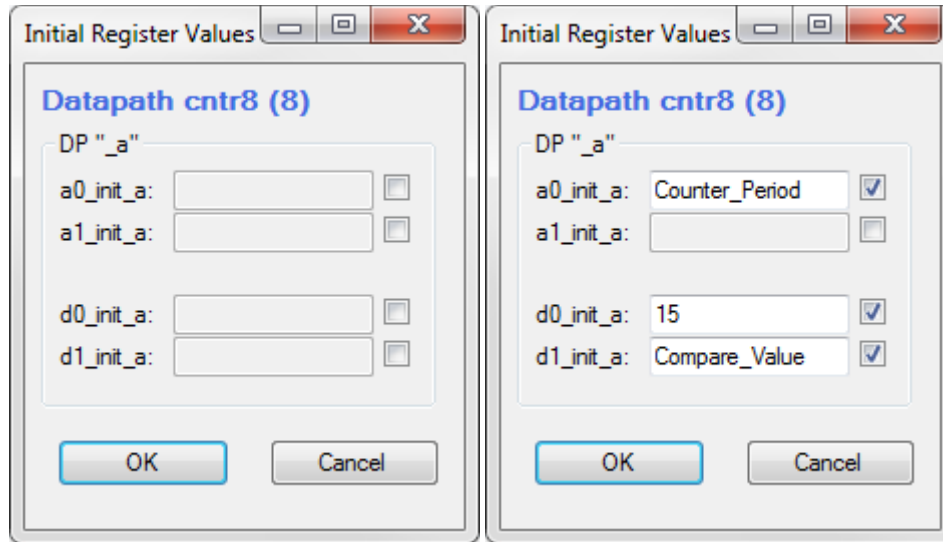 Initial Register Values
Datapath cntr8 (8)
DP "_a"
a0_init_a:
a1_init_a:
d0_init_a:
d1_init_a:
OK Cancel
Initial Register Values
Datapath cntr8 (8)
DP "_a"
a0_init_a: Counter_Period
a1_init_a:
d0_init_a: 15
d1_init_a: Compare_Value
OK Cancel